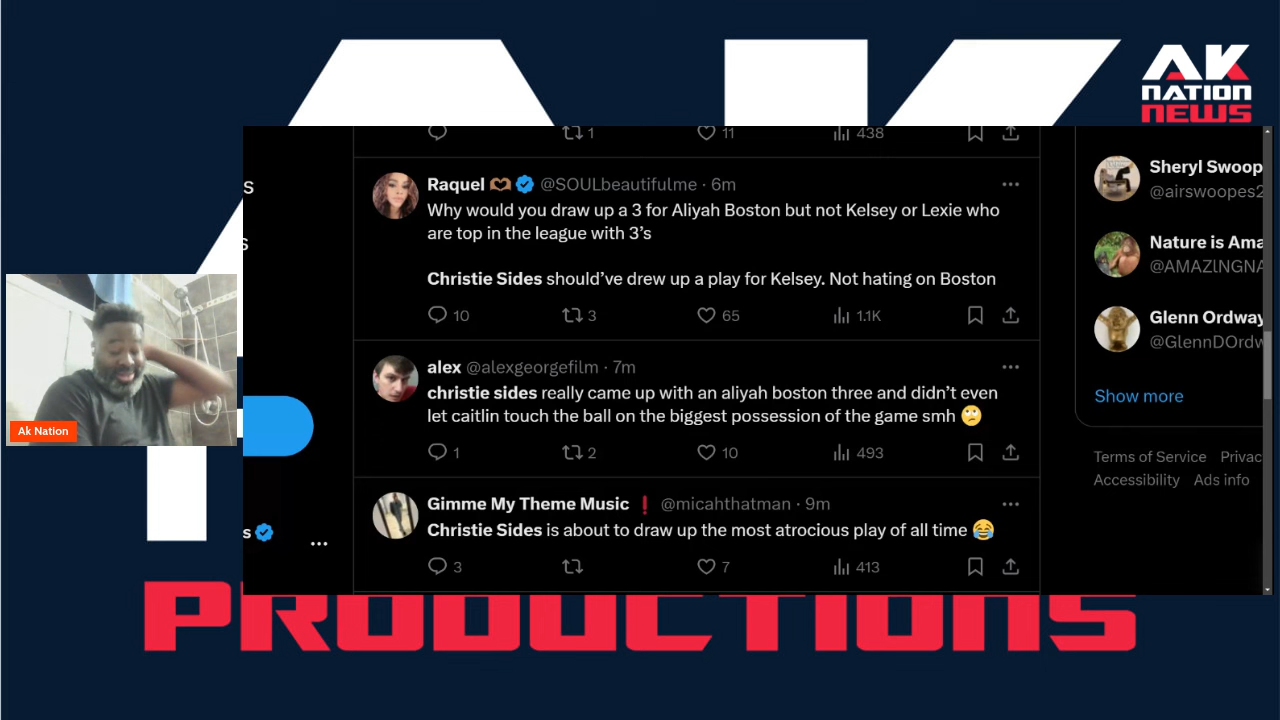 AK
NATION
NEWS
1
11
438
s
Raquel @SOULbeautifulme · 6m
Why would you draw up a 3 for Aliyah Boston but not Kelsey or Lexie who
are top in the league with 3’s
Christie Sides should’ve drew up a play for Kelsey. Not hating on Boston
10
3
65
1.1K
alex @alexgeorgefilm · 7m
christie sides really came up with an aliyah boston three and didn’t even
let caitlin touch the ball on the biggest possession of the game smh 🙄
1
2
10
493
Gimme My Theme Music ❗ @micahthatman · 9m
Christie Sides is about to draw up the most atrocious play of all time 😂
3
7
413
Sheryl Swoop
@airswoopes2
Nature is Ama
@AMAZlNGNA
Glenn Ordway
@GlennDOrdw
Show more
Terms of Service Privac
Accessibility Ads info
s
Ak Nation
AK
PRODUCTIONS